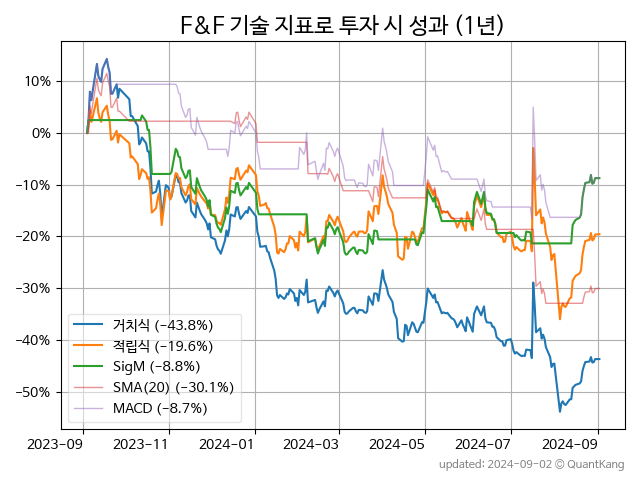 F&F 기술 지표로 투자 시 성과 (1년)
10%
0%
−10%
−20%
−30%
−40%
−50%
거치식 (−43.8%)
적립식 (−19.6%)
SigM (−8.8%)
SMA(20) (−30.1%)
MACD (−8.7%)
2023-09 2023-11 2024-01 2024-03 2024-05 2024-07 2024-09
updated: 2024-09-02 © QuantKang